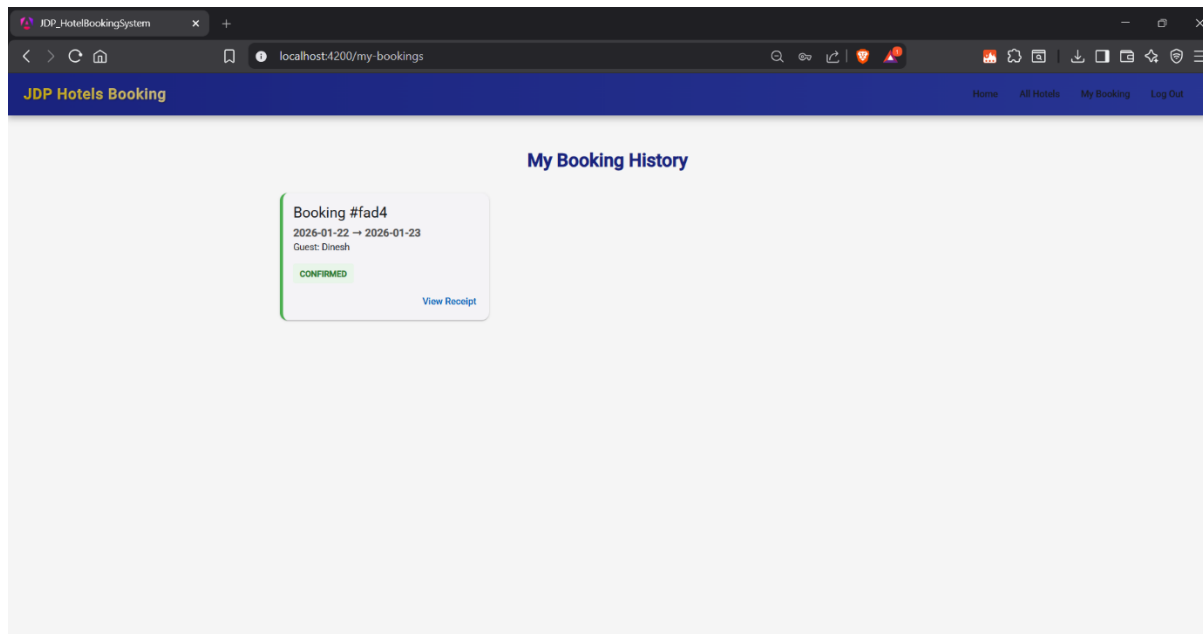 JDP_HotelBookingSystem
localhost:4200/my-bookings
JDP Hotels Booking
Home All Hotels My Booking Log Out
My Booking History
Booking #fad4
2026-01-22 → 2026-01-23
Guest: Dinesh
CONFIRMED
View Receipt